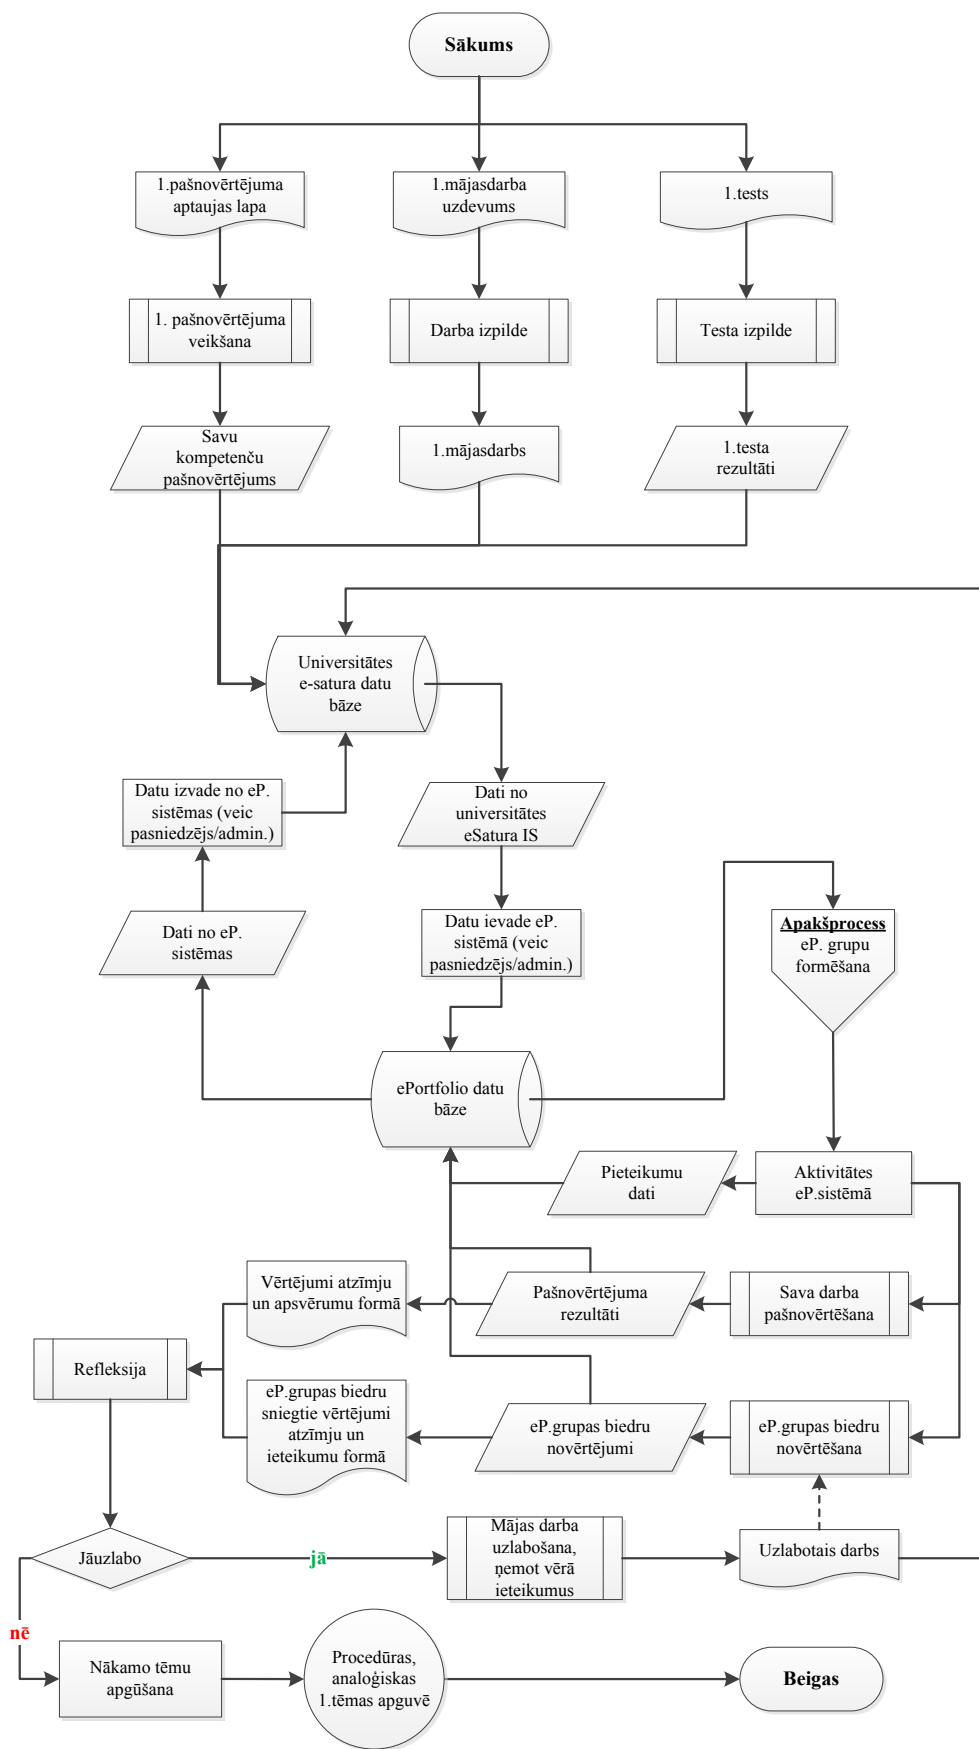 Sākums
1.pašnovērtējuma
aptaujas lapa
1.mājasdarba
uzdevums
1.tests
1. pašnovērtējuma
veikšana
Darba izpilde
Testa izpilde
Savu
kompetenču
pašnovērtējums
1.mājasdarbs
1.testa
rezultāti
Universitātes
e-satura datu
bāze
Datu izvade no eP.
sistēmas (veic
pasniedzējs/admin.)
Dati no
universitātes
eSatura IS
Dati no eP.
sistēmas
Datu ievade eP.
sistēmā (veic
pasniedzējs/admin.)
Apakšprocess
eP. grupu
formēšana
ePortfolio datu
bāze
Pieteikumu
dati
Aktivitātes
eP.sistēmā
Vērtējumi atzīmju
un apsvērumu formā
Pašnovērtējuma
rezultāti
Sava darba
pašnovērtēšana
Refleksija
eP.grupas biedru
sniegtie vērtējumi
atzīmju un
ieteikumu formā
eP.grupas biedru
novērtējumi
eP.grupas biedru
novērtēšana
Jāuzlabo
jā
Mājas darba
uzlabošana,
ņemot vērā
ieteikumus
Uzlabotais darbs
nē
Nākamo tēmu
apgūšana
Procedūras,
analoģiskas
1.tēmas apguvē
Beigas